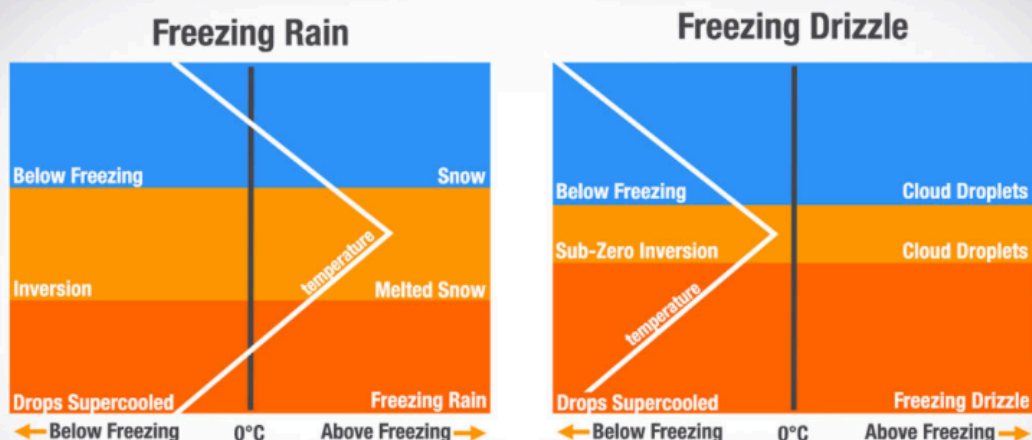 Freezing Rain
Below Freezing
Snow
temperature
Inversion
Melted Snow
Drops Supercooled
Freezing Rain
Below Freezing
0°C
Above Freezing
Freezing Drizzle
Below Freezing
Cloud Droplets
Sub-Zero Inversion
Cloud Droplets
temperature
Drops Supercooled
Freezing Drizzle
Below Freezing
0°C
Above Freezing